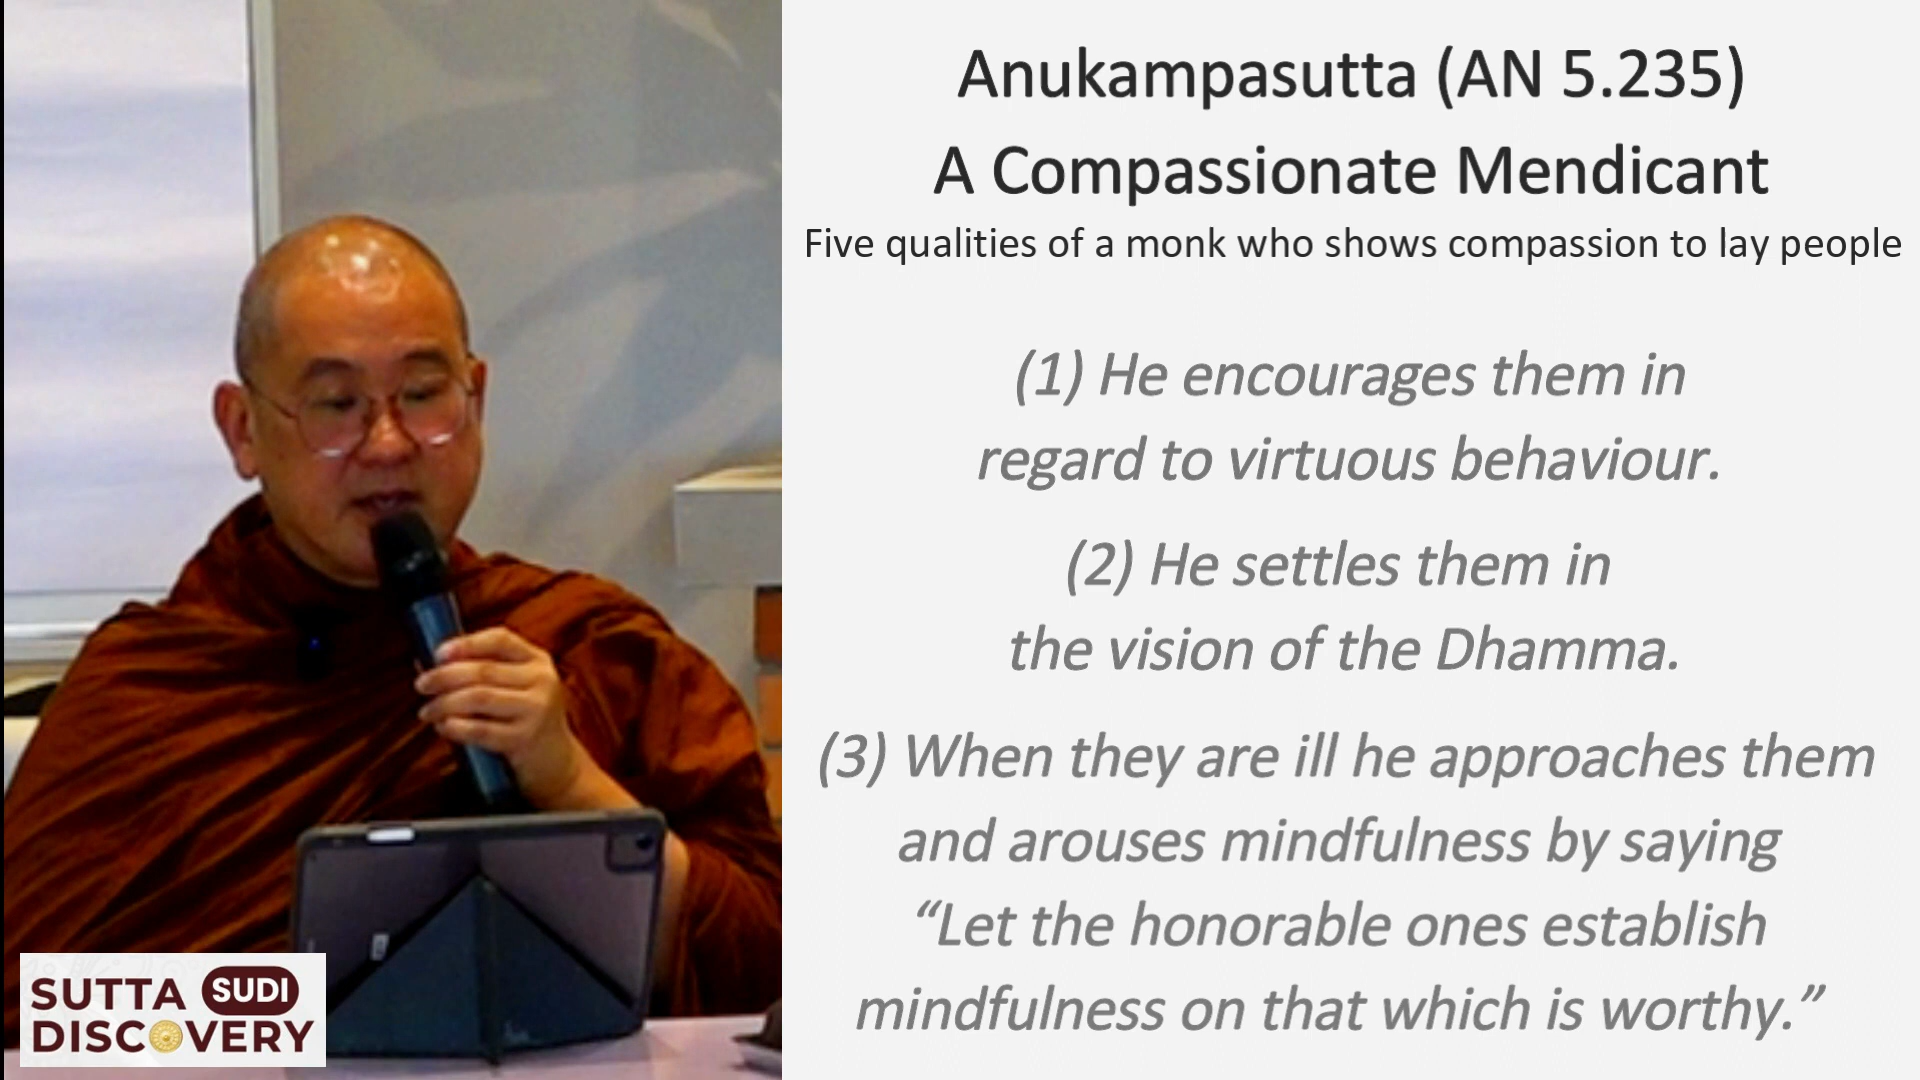 Anukampasutta (AN 5.235)
A Compassionate Mendicant
Five qualities of a monk who shows compassion to lay people
(1) He encourages them in
regard to virtuous behaviour.
(2) He settles them in
the vision of the Dhamma.
(3) When they are ill he approaches them
and arouses mindfulness by saying
“Let the honorable ones establish
mindfulness on that which is worthy.”
SUTTA SUDI
DISCOVERY